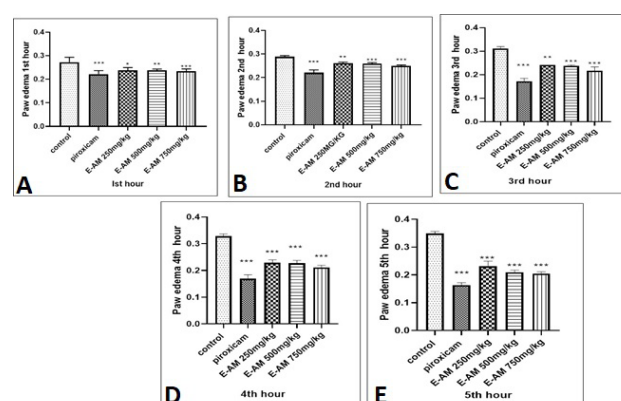 Paw edema 1st hour
0.4
0.3
0.2
0.1
0.0
***
*
**
***
control
piroxicam
E-AM 250mg/kg
E-AM 500mg/kg
E-AM 750mg/kg
A
Ist hour
Paw edema 2nd hour
0.4
0.3
0.2
0.1
0.0
***
**
***
***
control
piroxicam
E-AM 250MG/KG
E-AM 500mg/kg
E-AM 750mg/kg
B
2nd hour
Paw edema 3rd hour
0.4
0.3
0.2
0.1
0.0
***
**
***
***
control
piroxicam
E-AM 250mg/kg
E-AM 500mg/kg
E-AM 750mg/kg
C
3rd hour
Paw edema 4th hour
0.4
0.3
0.2
0.1
0.0
***
***
***
***
control
piroxicam
E-AM 250mg/kg
E-AM 500mg/kg
E-AM 750mg/kg
D
4th hour
Paw edema 5th hour
0.4
0.3
0.2
0.1
0.0
***
***
***
***
control
piroxicam
E-AM 250mg/kg
E-AM 500mg/kg
E-AM 750mg/kg
E
5th hour